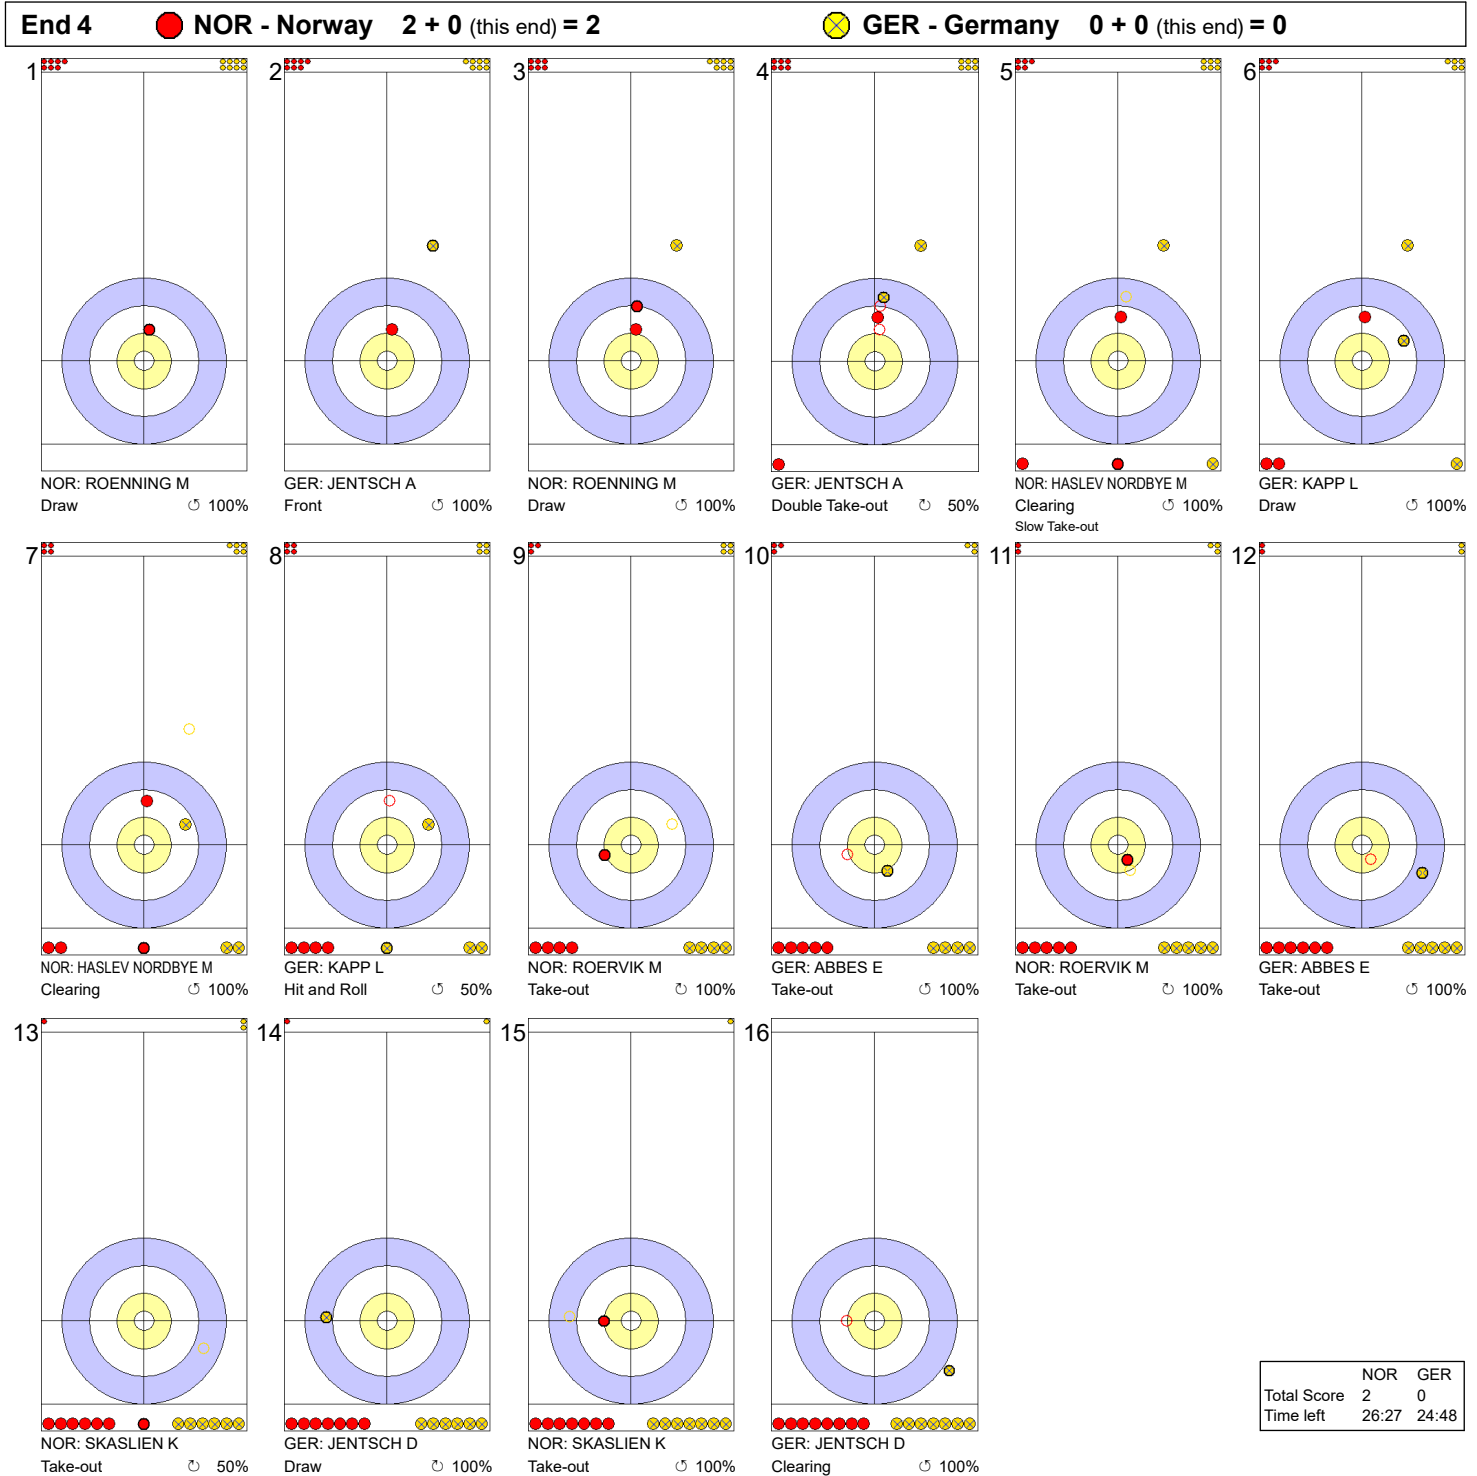 End 4 NOR - Norway 2 + 0 (this end) = 2 GER - Germany 0 + 0 (this end) = 0
1 2 3 4 5 6
NOR: ROENNING M GER: JENTSCH A NOR: ROENNING M GER: JENTSCH A NOR: HASLEV NORDBYE M GER: KAPP L
Draw ↺ 100% Front ↺ 100% Draw ↺ 100% Double Take-out ↻ 50% Clearing ↺ 100% Draw ↺ 100%
Slow Take-out
7 8 9 10 11 12
NOR: HASLEV NORDBYE M GER: KAPP L NOR: ROERVIK M GER: ABBES E NOR: ROERVIK M GER: ABBES E
Clearing ↺ 100% Hit and Roll ↺ 50% Take-out ↻ 100% Take-out ↺ 100% Take-out ↻ 100% Take-out ↺ 100%
13 14 15 16
NOR: SKASLIEN K GER: JENTSCH D NOR: SKASLIEN K GER: JENTSCH D
Take-out ↻ 50% Draw ↺ 100% Take-out ↺ 100% Clearing ↺ 100%
NOR GER
Total Score 2 0
Time left 26:27 24:48